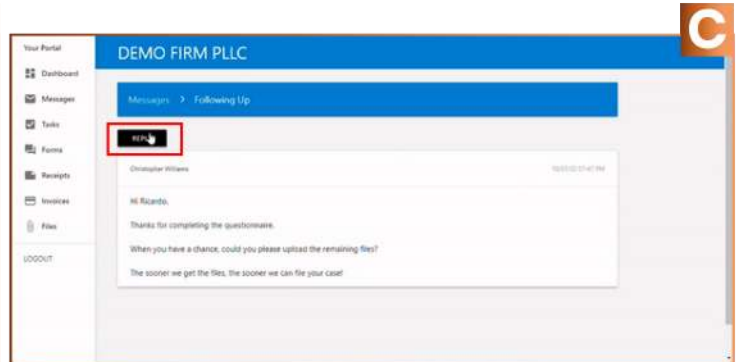 C
Your Portal
DEMO FIRM PLLC
Dashboard
Messages
Messages > Following Up
Tasks
REPLY
Forms
Receipts
Christopher Williams
Invoices
Hi Ricardo,
Files
Thanks for completing the questionnaire.
When you have a chance, could you please upload the remaining files?
LOGOUT
The sooner we get the files, the sooner we can file your case!